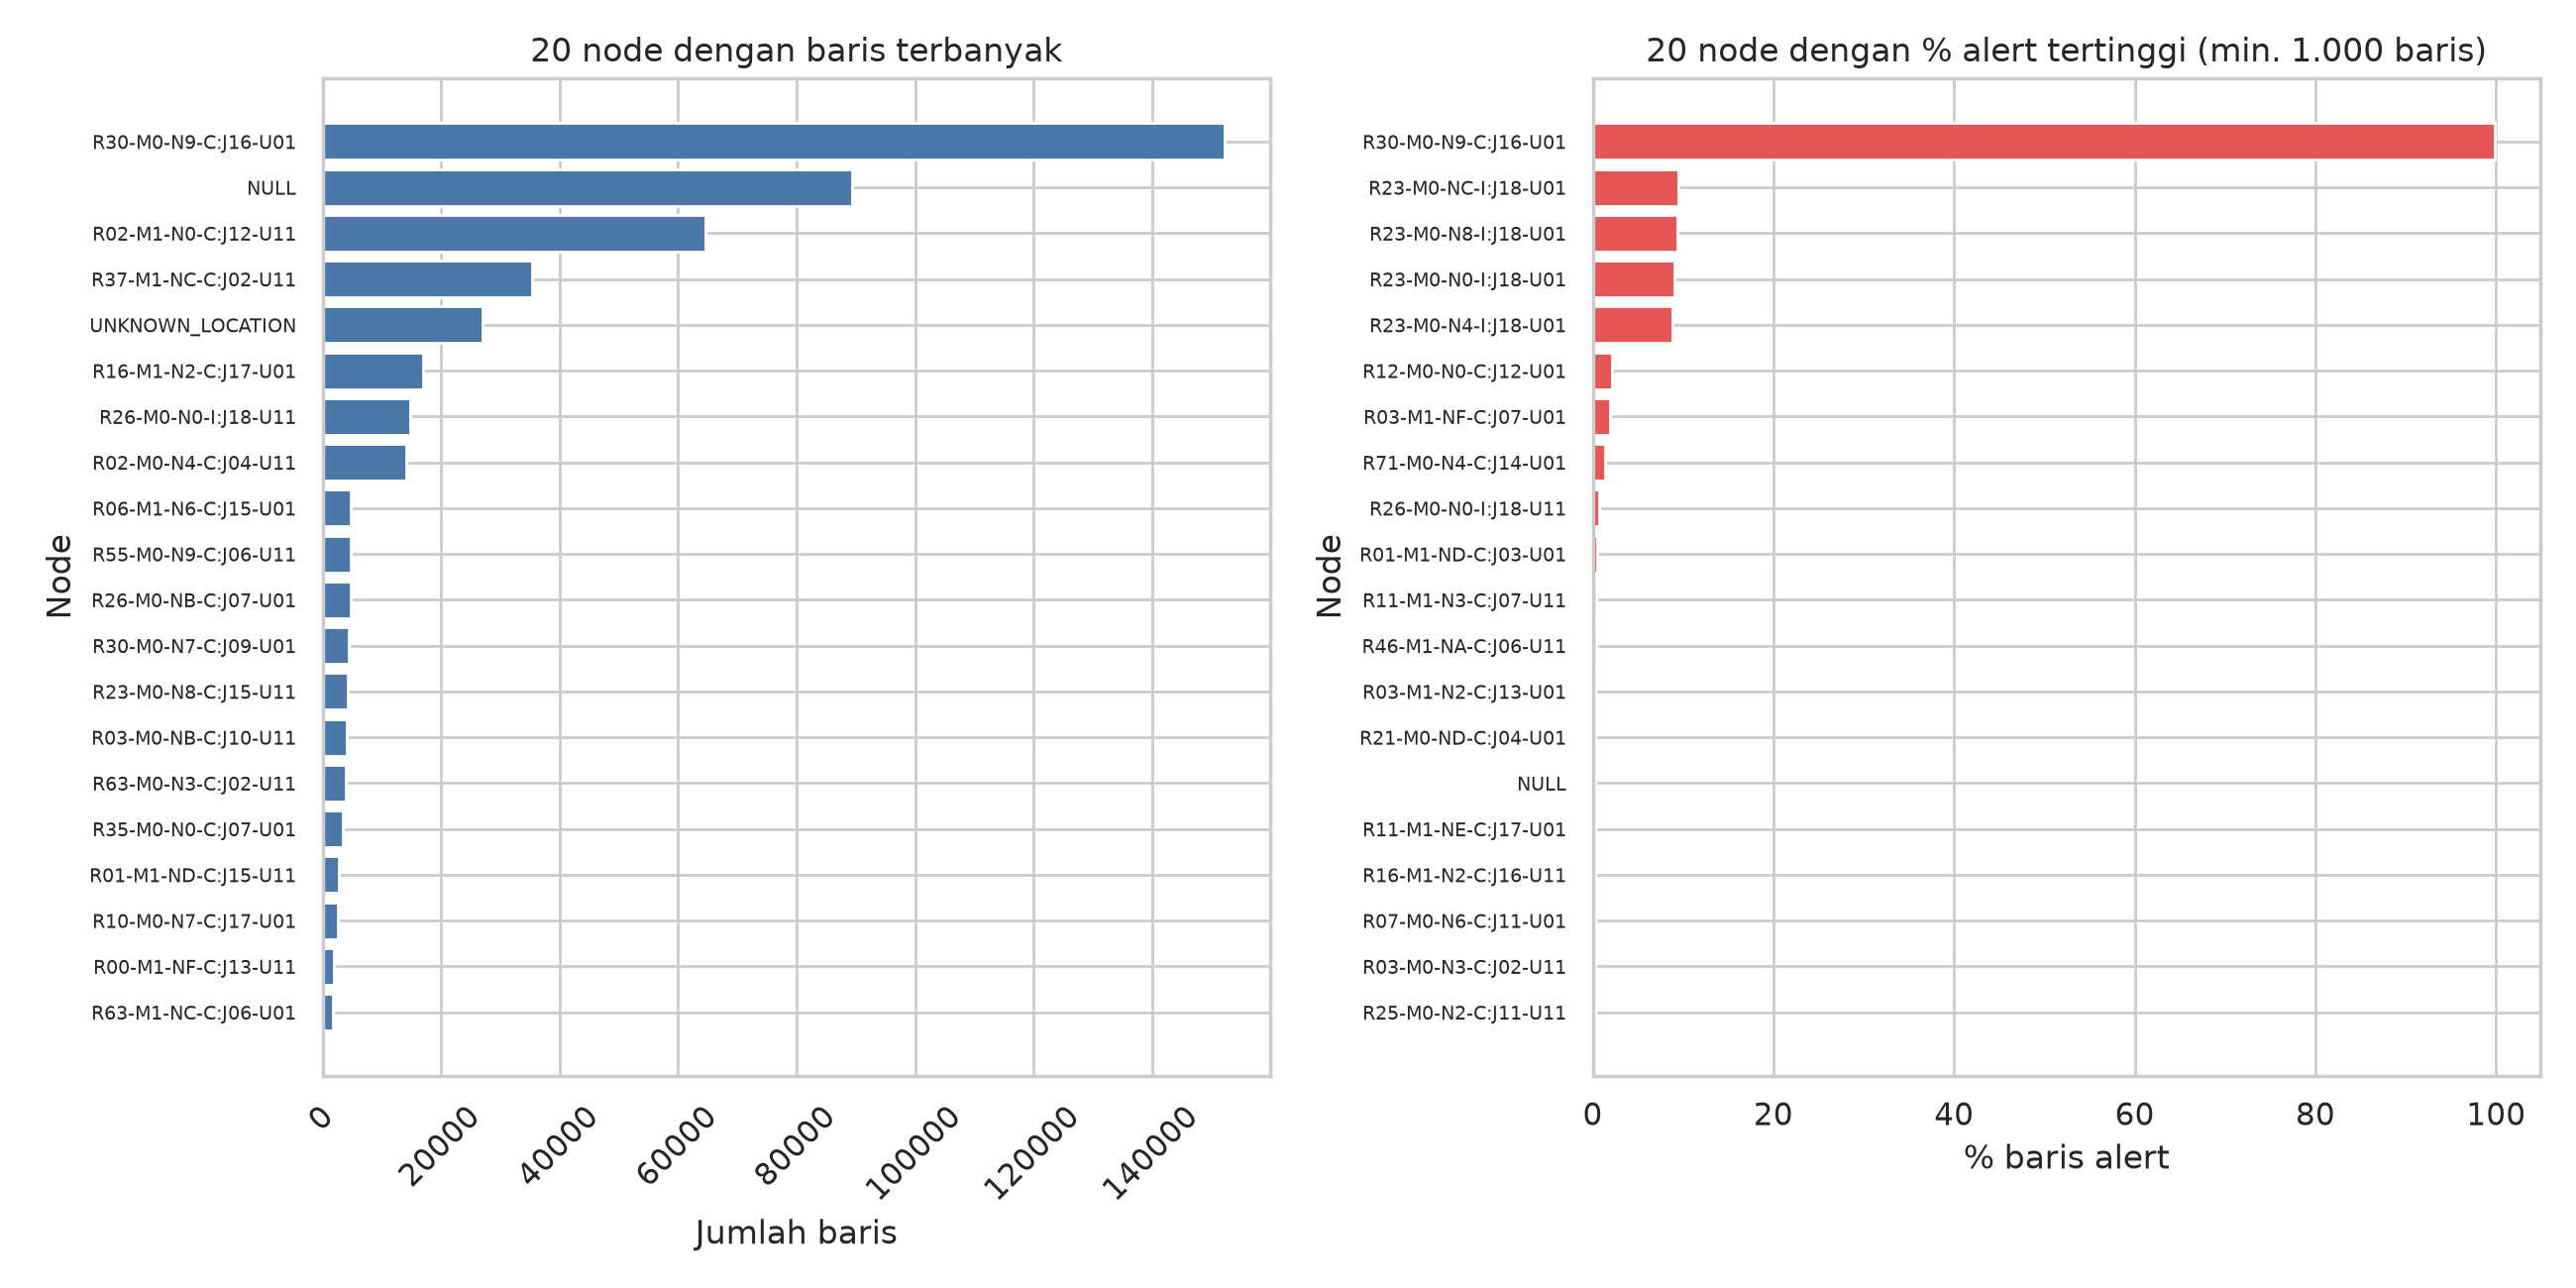 20 node dengan baris terbanyak
Node
R30-M0-N9-C:J16-U01
NULL
R02-M1-N0-C:J12-U11
R37-M1-NC-C:J02-U11
UNKNOWN_LOCATION
R16-M1-N2-C:J17-U01
R26-M0-N0-I:J18-U11
R02-M0-N4-C:J04-U11
R06-M1-N6-C:J15-U01
R55-M0-N9-C:J06-U11
R26-M0-NB-C:J07-U01
R30-M0-N7-C:J09-U01
R23-M0-N8-C:J15-U11
R03-M0-NB-C:J10-U11
R63-M0-N3-C:J02-U11
R35-M0-N0-C:J07-U01
R01-M1-ND-C:J15-U11
R10-M0-N7-C:J17-U01
R00-M1-NF-C:J13-U11
R63-M1-NC-C:J06-U01
0 20000 40000 60000 80000 100000 120000 140000
Jumlah baris
20 node dengan % alert tertinggi (min. 1.000 baris)
Node
R30-M0-N9-C:J16-U01
R23-M0-NC-I:J18-U01
R23-M0-N8-I:J18-U01
R23-M0-N0-I:J18-U01
R23-M0-N4-I:J18-U01
R12-M0-N0-C:J12-U01
R03-M1-NF-C:J07-U01
R71-M0-N4-C:J14-U01
R26-M0-N0-I:J18-U11
R01-M1-ND-C:J03-U01
R11-M1-N3-C:J07-U11
R46-M1-NA-C:J06-U11
R03-M1-N2-C:J13-U01
R21-M0-ND-C:J04-U01
NULL
R11-M1-NE-C:J17-U01
R16-M1-N2-C:J16-U11
R07-M0-N6-C:J11-U01
R03-M0-N3-C:J02-U11
R25-M0-N2-C:J11-U11
0 20 40 60 80 100
% baris alert